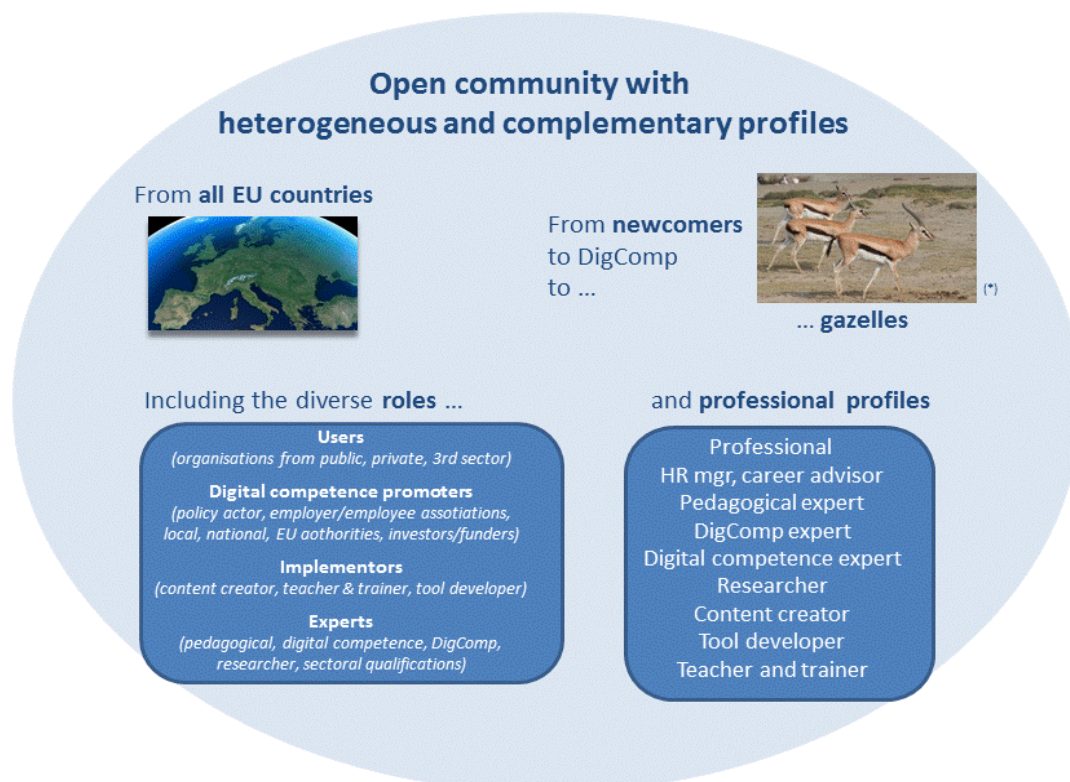 Open community with
heterogeneous and complementary profiles
From all EU countries
From newcomers
to DigComp
to ...
(*)
... gazelles
Including the diverse roles ...
Users
(organisations from public, private, 3rd sector)
Digital competence promoters
(policy actor, employer/employee assotiations,
local, national, EU aothorities, investors/funders)
Implementors
(content creator, teacher & trainer, tool developer)
Experts
(pedagogical, digital competence, DigComp,
researcher, sectoral qualifications)
and professional profiles
Professional
HR mgr, career advisor
Pedagogical expert
DigComp expert
Digital competence expert
Researcher
Content creator
Tool developer
Teacher and trainer